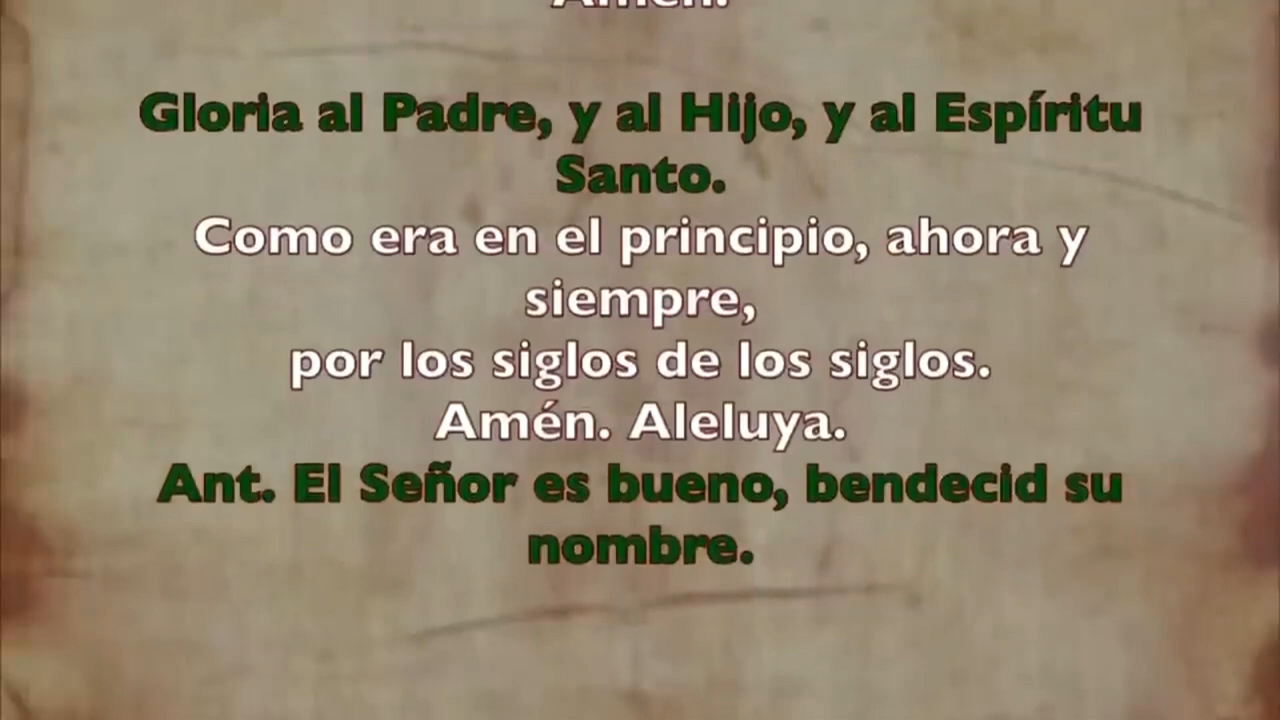 Amén.
Gloria al Padre, y al Hijo, y al Espíritu
Santo.
Como era en el principio, ahora y
siempre,
por los siglos de los siglos.
Amén. Aleluya.
Ant. El Señor es bueno, bendecid su
nombre.